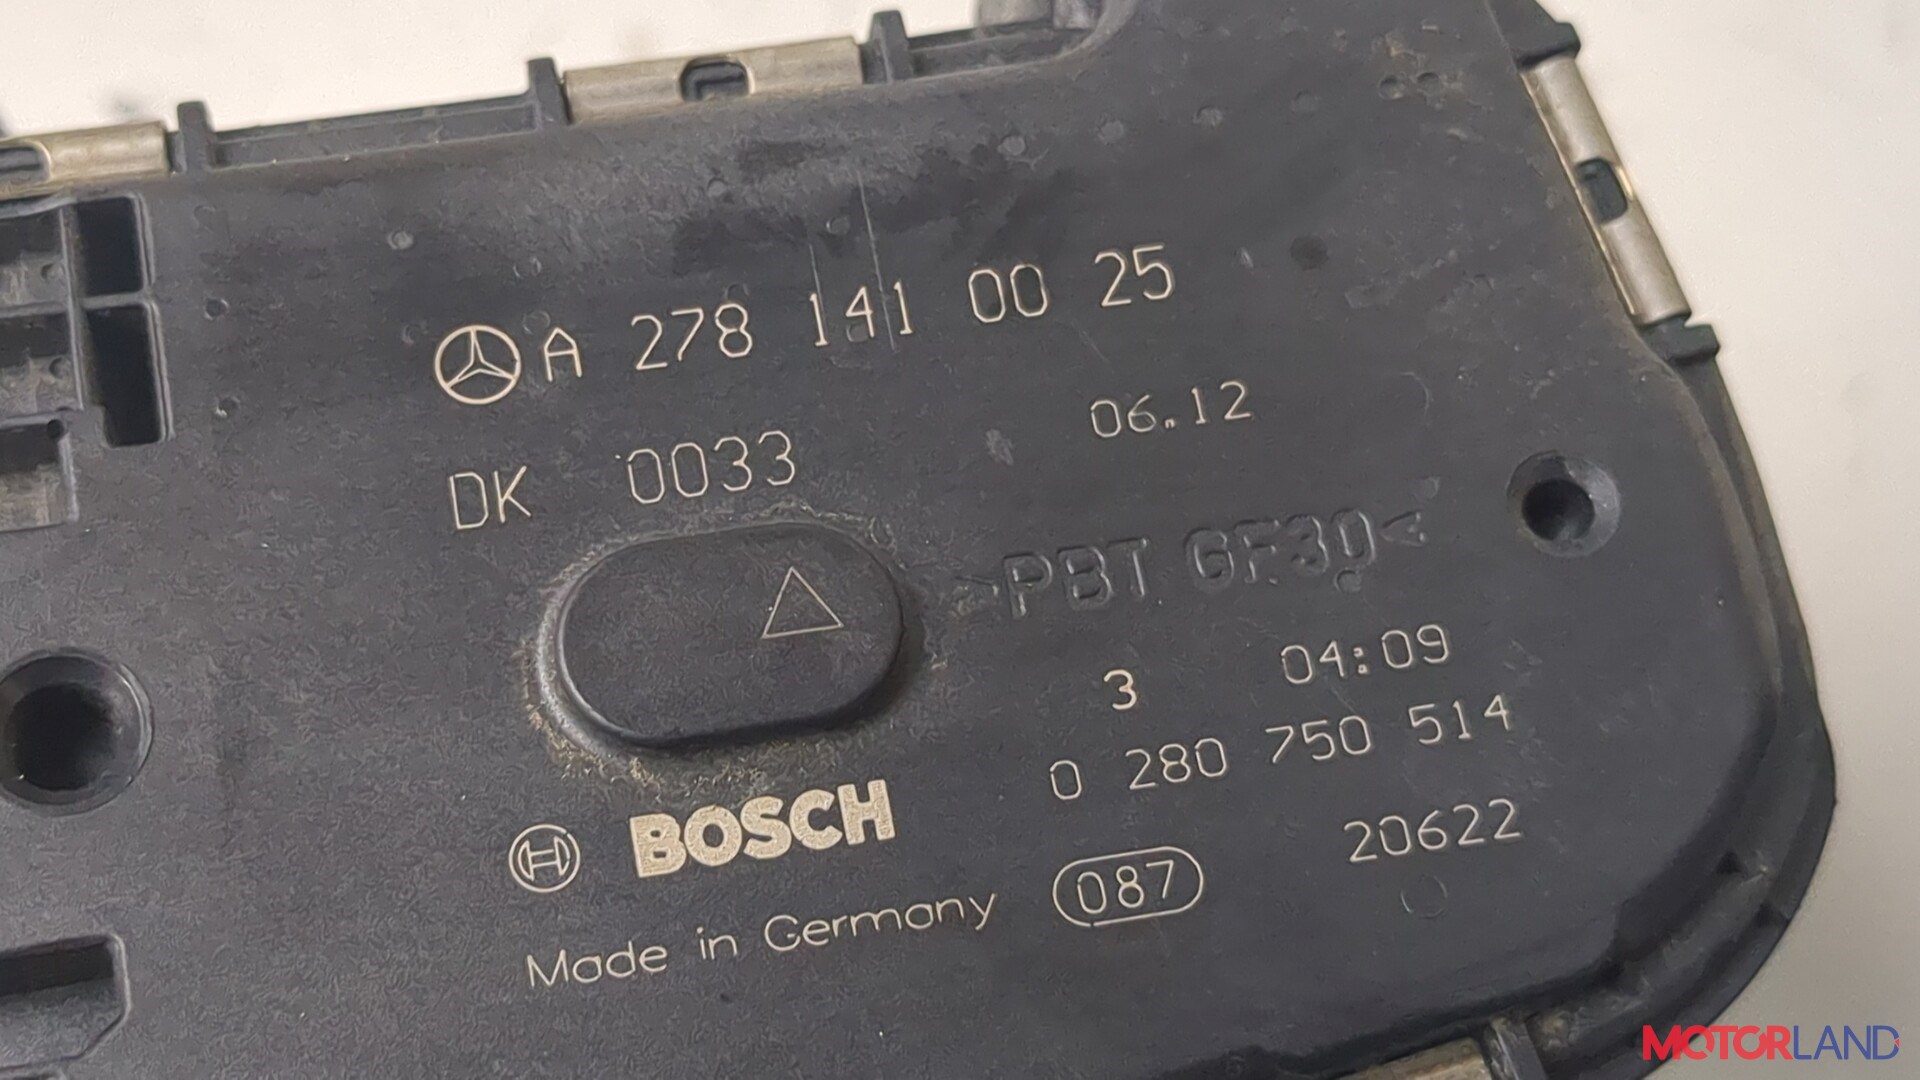 A 278 141 00 25
06.12
DK 0033
>PBT GF30<
3 04:09
0 280 750 514
BOSCH
20622
Made in Germany 087
MOTORLAND